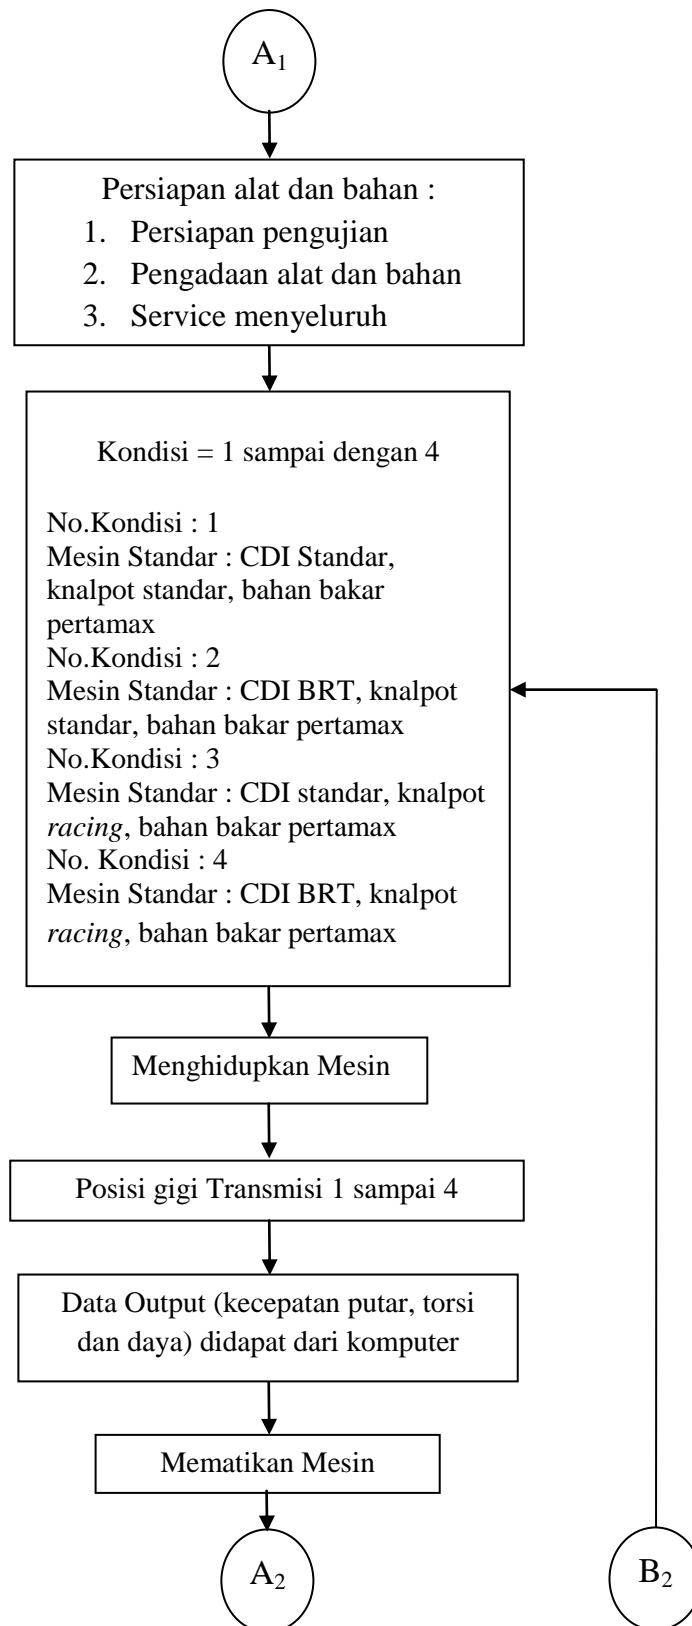 A₁
Persiapan alat dan bahan :
1. Persiapan pengujian
2. Pengadaan alat dan bahan
3. Service menyeluruh
Kondisi = 1 sampai dengan 4
No.Kondisi : 1
Mesin Standar : CDI Standar,
knalpot standar, bahan bakar
pertamax
No.Kondisi : 2
Mesin Standar : CDI BRT, knalpot
standar, bahan bakar pertamax
No.Kondisi : 3
Mesin Standar : CDI standar, knalpot
racing, bahan bakar pertamax
No. Kondisi : 4
Mesin Standar : CDI BRT, knalpot
racing, bahan bakar pertamax
Menghidupkan Mesin
Posisi gigi Transmisi 1 sampai 4
Data Output (kecepatan putar, torsi
dan daya) didapat dari komputer
Mematikan Mesin
A₂
B₂